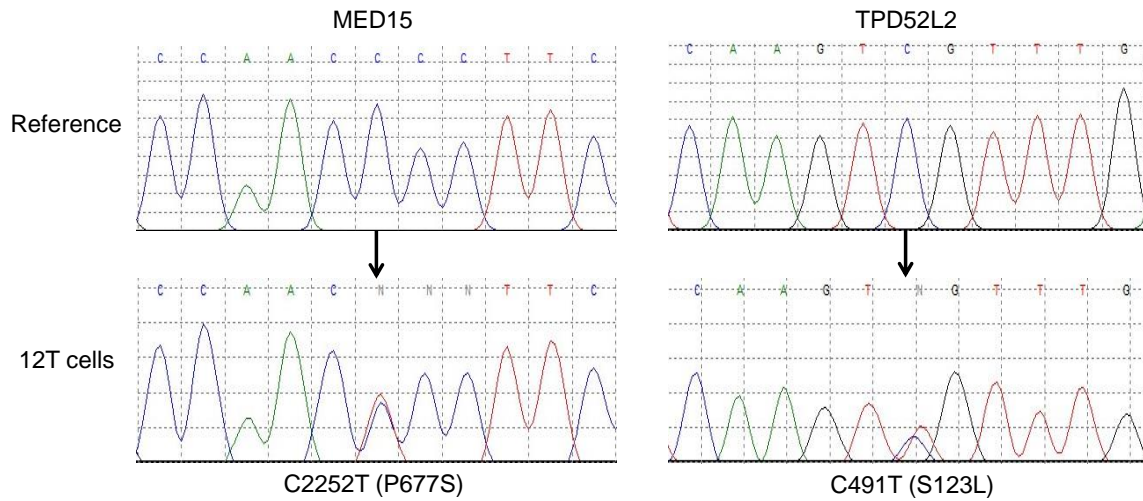 MED15
TPD52L2
C C A A C C C C T T C
C A A G T C G T T T G
Reference
C C A A C N N N T T C
C A A G T N G T T T G
12T cells
C2252T (P677S)
C491T (S123L)